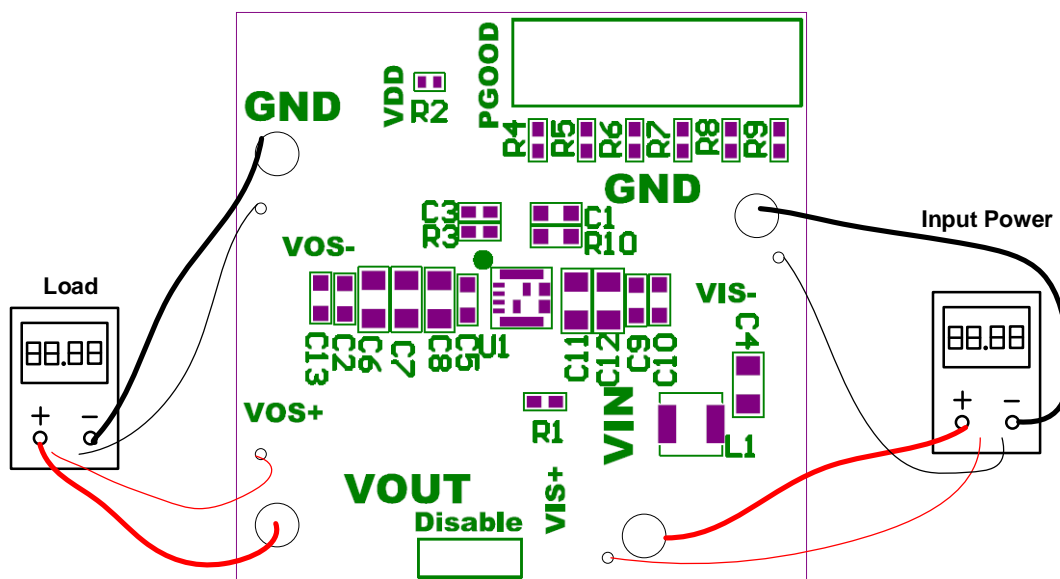 PGOOD
VDD
R2
GND
R4
R5
R6
R7
R8
R9
GND
C3
R3
C1
R10
Input Power
VOS-
Load
VIS-
88.88
88.88
C13
C2
C6
C7
C8
C5
U1
C11
C12
C9
C10
C4
+ -
+ -
VOS+
R1
VIN
L1
VOUT
VIS+
Disable